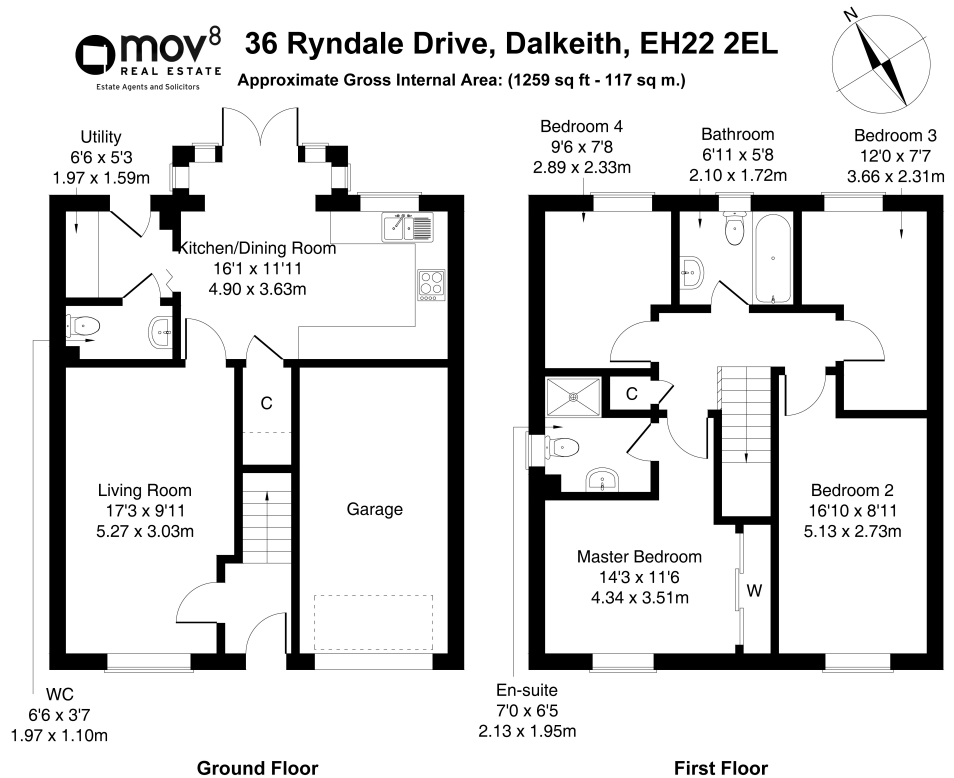 mov8
REAL ESTATE
Estate Agents and Solicitors
36 Ryndale Drive, Dalkeith, EH22 2EL
Approximate Gross Internal Area: (1259 sq ft - 117 sq m.)
N
Utility
6'6 x 5'3
1.97 x 1.59m
Kitchen/Dining Room
16'1 x 11'11
4.90 x 3.63m
C
Living Room
17'3 x 9'11
5.27 x 3.03m
Garage
WC
6'6 x 3'7
1.97 x 1.10m
Ground Floor
Bedroom 4
9'6 x 7'8
2.89 x 2.33m
Bathroom
6'11 x 5'8
2.10 x 1.72m
Bedroom 3
12'0 x 7'7
3.66 x 2.31m
C
Bedroom 2
16'10 x 8'11
5.13 x 2.73m
Master Bedroom
14'3 x 11'6
4.34 x 3.51m
W
En-suite
7'0 x 6'5
2.13 x 1.95m
First Floor